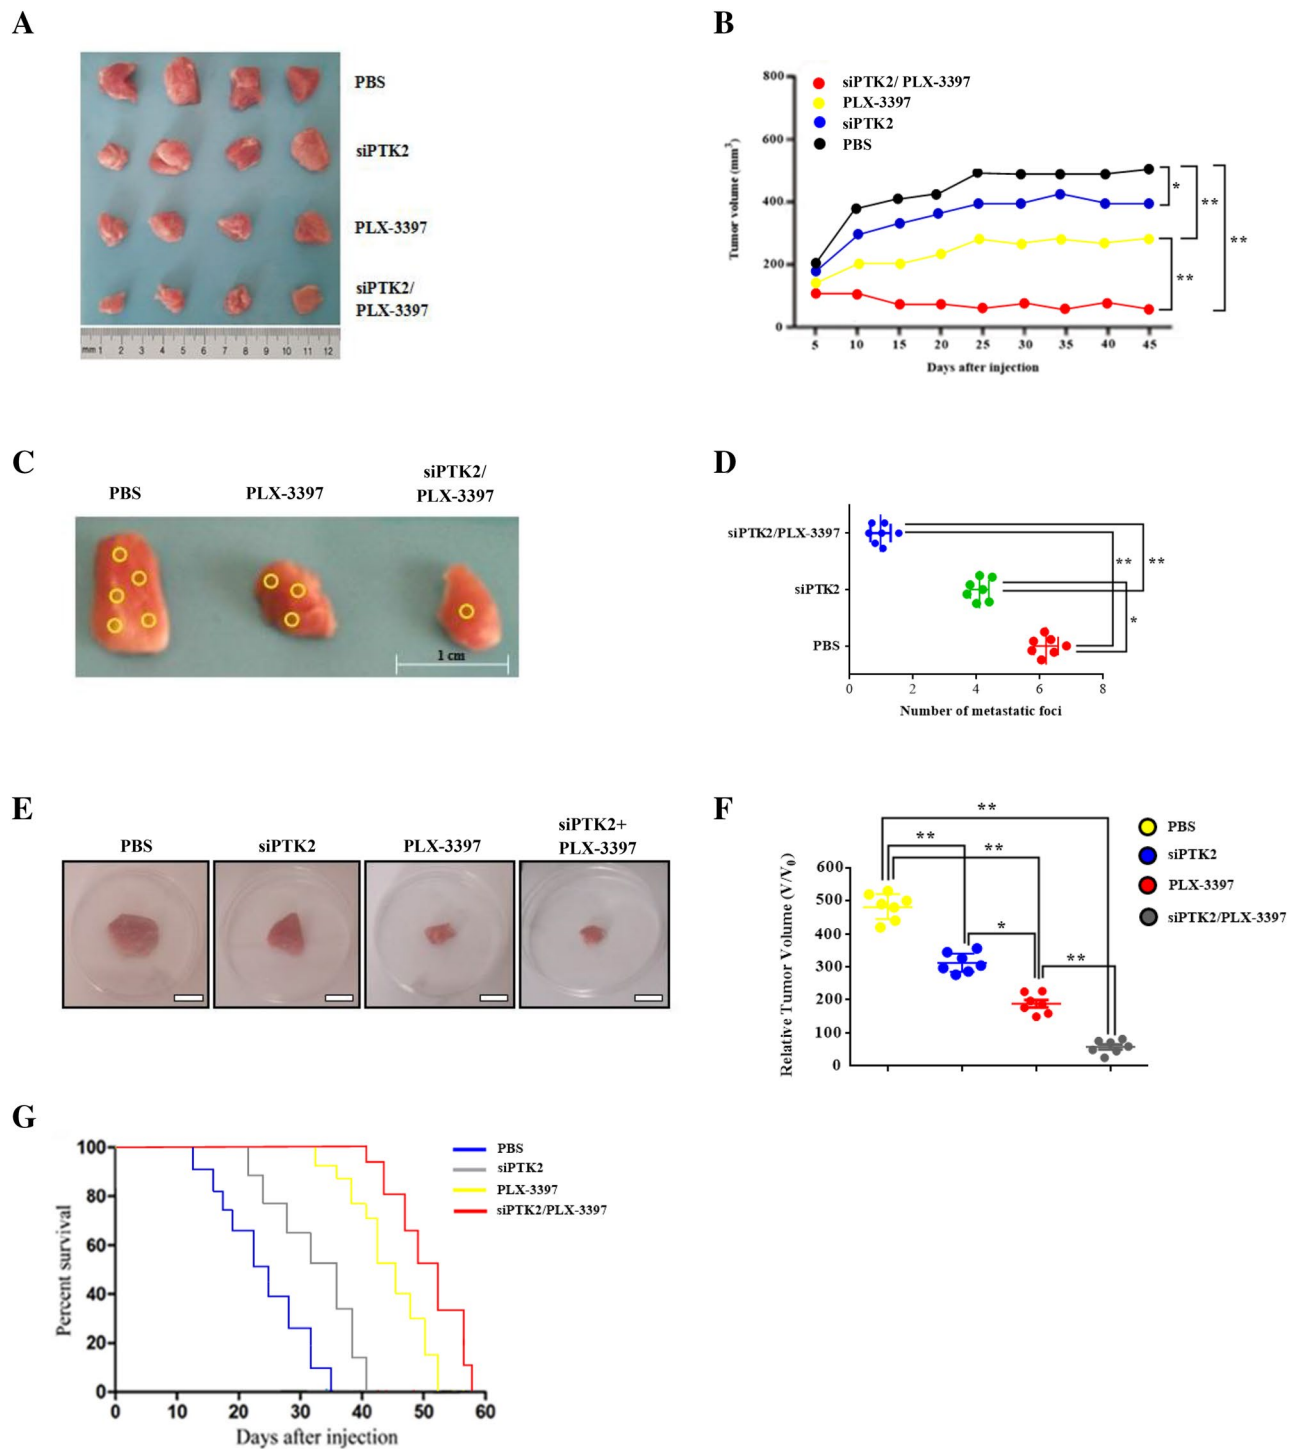 A
PBS
siPTK2
PLX-3397
siPTK2/
PLX-3397
mm 1 2 3 4 5 6 7 8 9 10 11 12
B
800
600
400
200
0
Tumor volume (mm³)
siPTK2/ PLX-3397
PLX-3397
siPTK2
PBS
*
**
**
**
5 10 15 20 25 30 35 40 45
Days after injection
C
PBS
PLX-3397
siPTK2/
PLX-3397
1 cm
D
siPTK2/PLX-3397
siPTK2
PBS
**
**
*
0 2 4 6 8
Number of metastatic foci
E
PBS
siPTK2
PLX-3397
siPTK2+
PLX-3397
F
**
**
**
*
**
600
500
400
300
200
100
0
Relative Tumor Volume (V/V0)
PBS
siPTK2
PLX-3397
siPTK2/PLX-3397
G
100
80
60
40
20
0
Percent survival
PBS
siPTK2
PLX-3397
siPTK2/PLX-3397
0 10 20 30 40 50 60
Days after injection